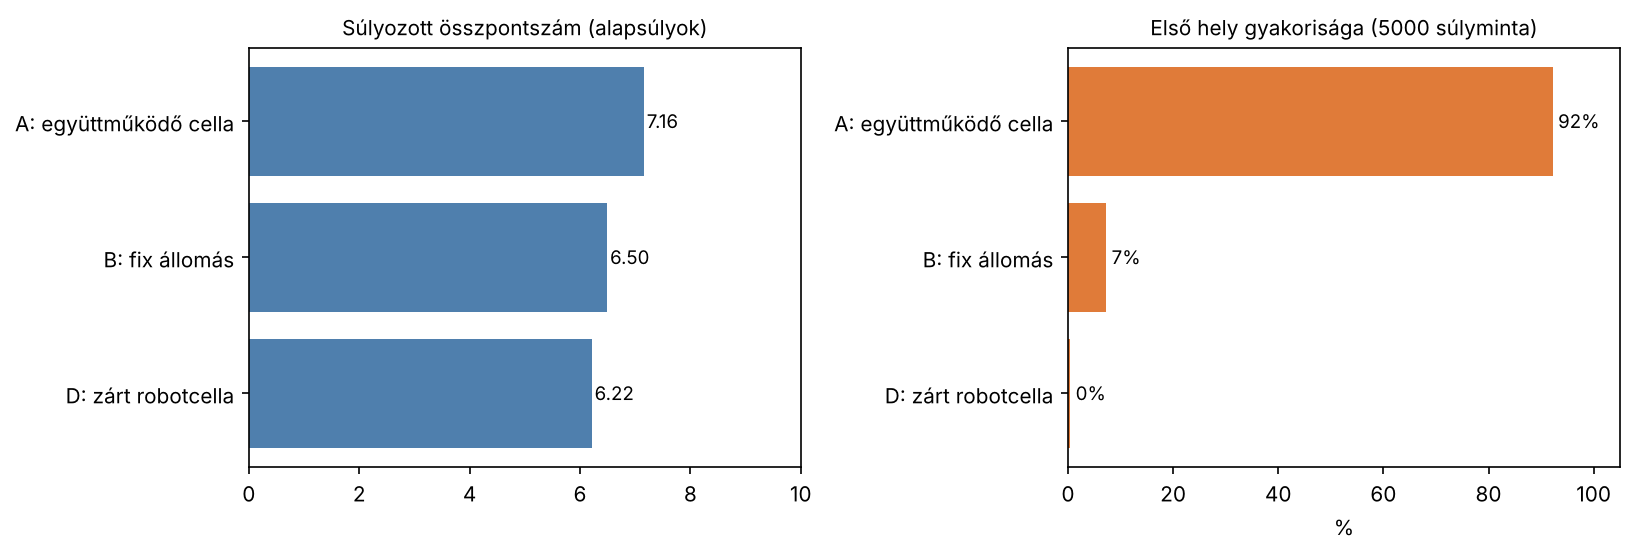 Súlyozott összpontszám (alapsúlyok)
A: együttműködő cella
7.16
B: fix állomás
6.50
D: zárt robotcella
6.22
0 2 4 6 8 10
Első hely gyakorisága (5000 súlyminta)
A: együttműködő cella
92%
B: fix állomás
7%
D: zárt robotcella
0%
0 20 40 60 80 100
%